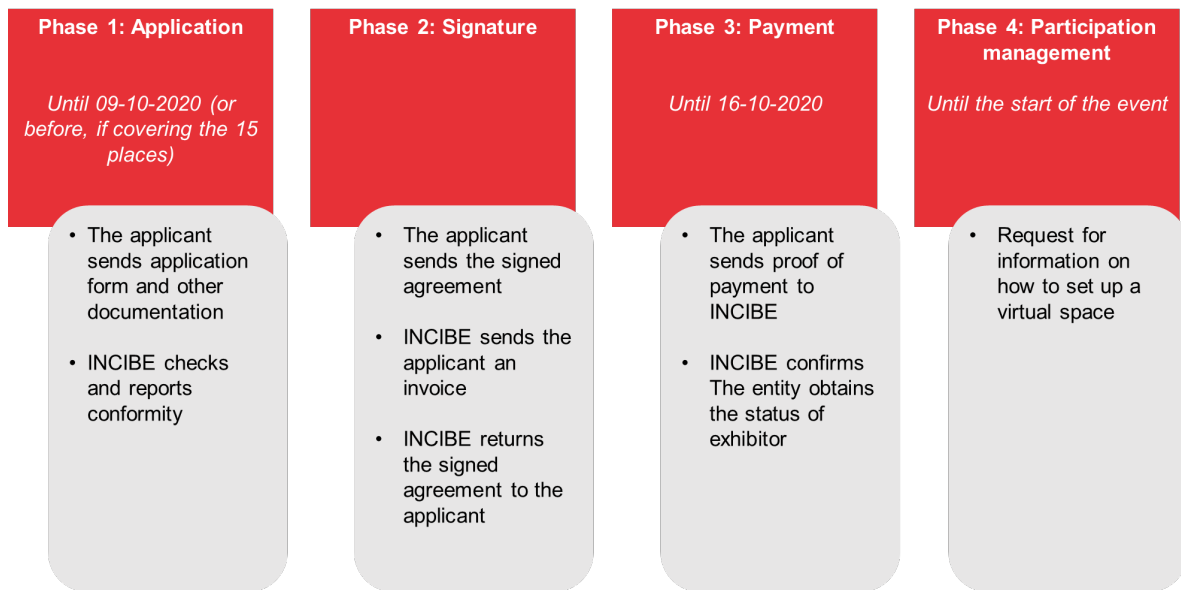 Phase 1: Application
Until 09-10-2020 (or
before, if covering the 15
places)
• The applicant
sends application
form and other
documentation
• INCIBE checks
and reports
conformity
Phase 2: Signature
• The applicant
sends the signed
agreement
• INCIBE sends the
applicant an
invoice
• INCIBE returns
the signed
agreement to the
applicant
Phase 3: Payment
Until 16-10-2020
• The applicant
sends proof of
payment to
INCIBE
• INCIBE confirms
The entity obtains
the status of
exhibitor
Phase 4: Participation
management
Until the start of the event
• Request for
information on
how to set up a
virtual space